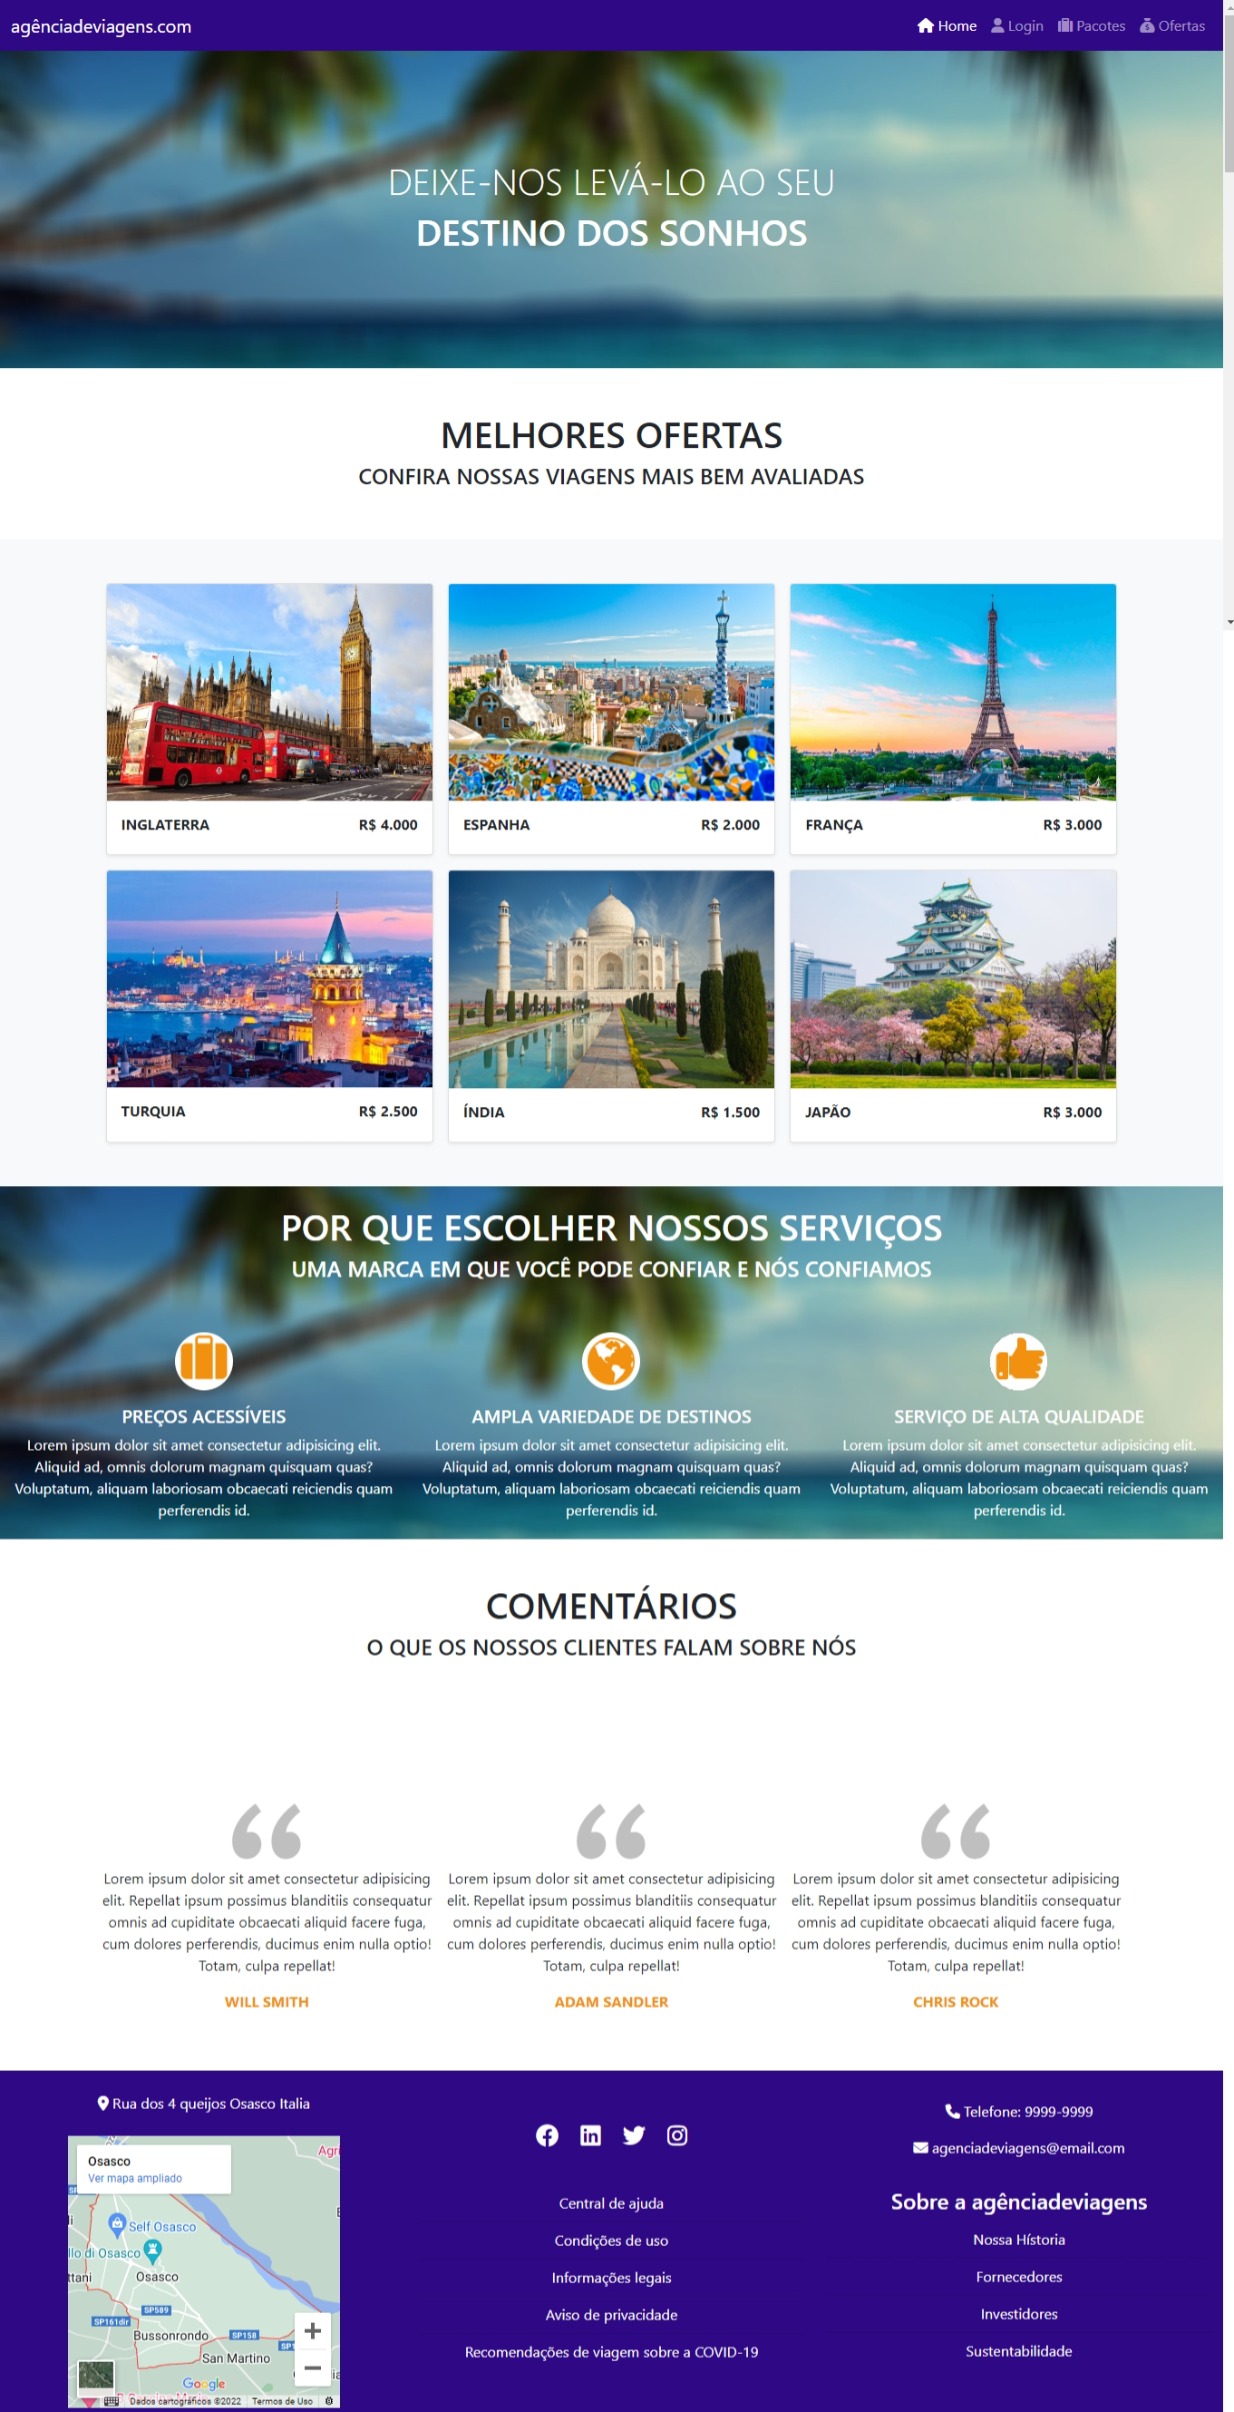 agênciadeviagens.com
Home Login Pacotes Ofertas
DEIXE-NOS LEVÁ-LO AO SEU
DESTINO DOS SONHOS
MELHORES OFERTAS
CONFIRA NOSSAS VIAGENS MAIS BEM AVALIADAS
INGLATERRA R$ 4.000
ESPANHA R$ 2.000
FRANÇA R$ 3.000
TURQUIA R$ 2.500
ÍNDIA R$ 1.500
JAPÃO R$ 3.000
POR QUE ESCOLHER NOSSOS SERVIÇOS
UMA MARCA EM QUE VOCÊ PODE CONFIAR E NÓS CONFIAMOS
PREÇOS ACESSÍVEIS
Lorem ipsum dolor sit amet consectetur adipisicing elit.
Aliquid ad, omnis dolorum magnam quisquam quas?
Voluptatum, aliquam laboriosam obcaecati reiciendis quam
perferendis id.
AMPLA VARIEDADE DE DESTINOS
Lorem ipsum dolor sit amet consectetur adipisicing elit.
Aliquid ad, omnis dolorum magnam quisquam quas?
Voluptatum, aliquam laboriosam obcaecati reiciendis quam
perferendis id.
SERVIÇO DE ALTA QUALIDADE
Lorem ipsum dolor sit amet consectetur adipisicing elit.
Aliquid ad, omnis dolorum magnam quisquam quas?
Voluptatum, aliquam laboriosam obcaecati reiciendis quam
perferendis id.
COMENTÁRIOS
O QUE OS NOSSOS CLIENTES FALAM SOBRE NÓS
Lorem ipsum dolor sit amet consectetur adipisicing
elit. Repellat ipsum possimus blanditiis consequatur
omnis ad cupiditate obcaecati aliquid facere fuga,
cum dolores perferendis, ducimus enim nulla optio!
Totam, culpa repellat!
WILL SMITH
Lorem ipsum dolor sit amet consectetur adipisicing
elit. Repellat ipsum possimus blanditiis consequatur
omnis ad cupiditate obcaecati aliquid facere fuga,
cum dolores perferendis, ducimus enim nulla optio!
Totam, culpa repellat!
ADAM SANDLER
Lorem ipsum dolor sit amet consectetur adipisicing
elit. Repellat ipsum possimus blanditiis consequatur
omnis ad cupiditate obcaecati aliquid facere fuga,
cum dolores perferendis, ducimus enim nulla optio!
Totam, culpa repellat!
CHRIS ROCK
Rua dos 4 queijos Osasco Italia
Osasco
Ver mapa ampliado
Agri
Self Osasco
llo di Osasco
ttani
Osasco
SP589
SP161dir
Bussonrondo
SP158
San Martino
Google
Dados cartográficos ©2022 Termos de Uso
Central de ajuda
Condições de uso
Informações legais
Aviso de privacidade
Recomendações de viagem sobre a COVID-19
Telefone: 9999-9999
agenciadeviagens@email.com
Sobre a agênciadeviagens
Nossa Hístoria
Fornecedores
Investidores
Sustentabilidade